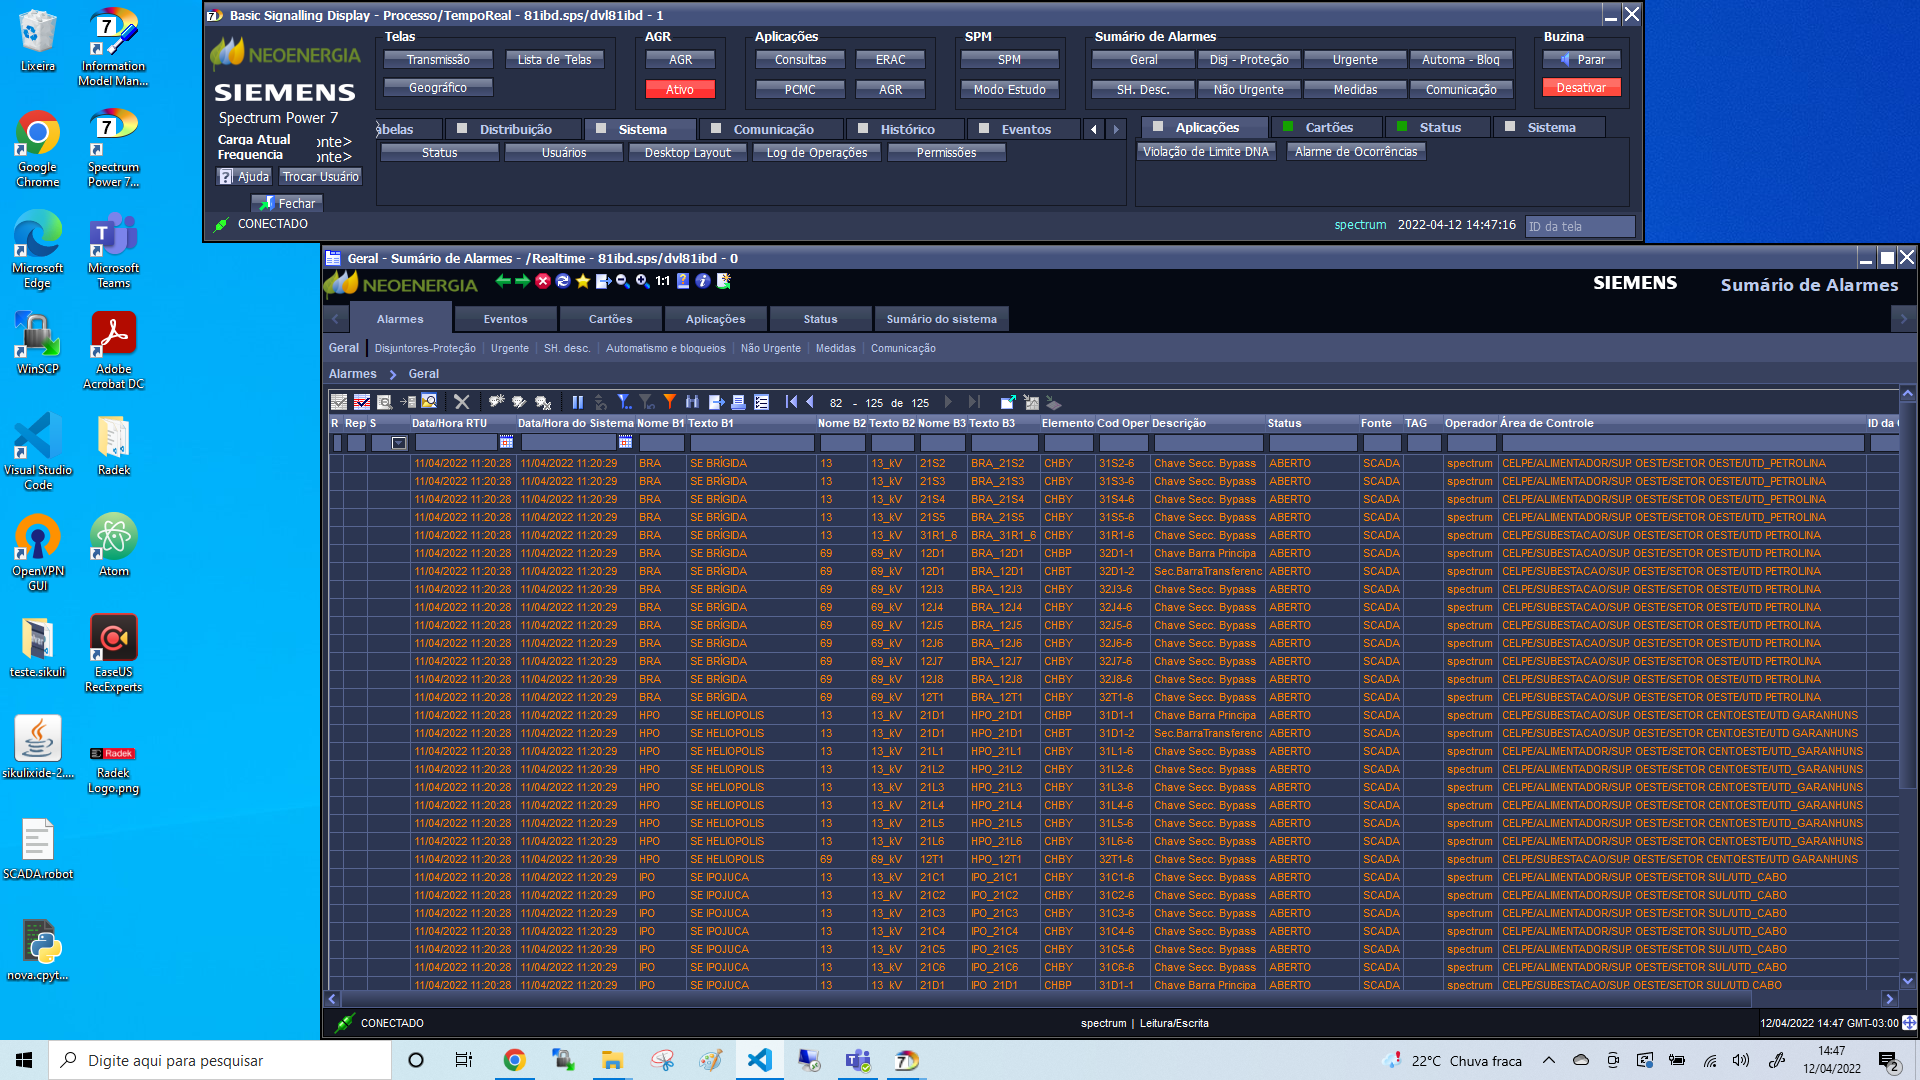 Basic Signalling Display - Processo/TempoReal - 81ibd.sps/dvl81ibd - 1
NEOENERGIA
SIEMENS
Spectrum Power 7
Carga Atual onte>
Frequencia onte>
Ajuda Trocar Usuário
Fechar
CONECTADO
Telas
Transmissão Lista de Telas
Geográfico
AGR
AGR
Ativo
Aplicações
Consultas ERAC
PCMC AGR
SPM
SPM
Modo Estudo
Sumário de Alarmes
Geral Disj - Proteção Urgente Automa - Bloq
SH. Desc. Não Urgente Medidas Comunicação
Buzina
Parar
Desativar
abelas Distribuição Sistema Comunicação Histórico Eventos
Status Usuários Desktop Layout Log de Operações Permissões
Aplicações Cartões Status Sistema
Violação de Limite DNA Alarme de Ocorrências
spectrum 2022-04-12 14:47:16 ID da tela
Geral - Sumário de Alarmes - /Realtime - 81ibd.sps/dvl81ibd - 0
NEOENERGIA 1:1 SIEMENS Sumário de Alarmes
Alarmes Eventos Cartões Aplicações Status Sumário do sistema
Geral Disjuntores-Proteção Urgente SH. desc. Automatismo e bloqueios Não Urgente Medidas Comunicação
Alarmes > Geral
82 - 125 de 125
R Rep S Data/Hora RTU Data/Hora do Sistema Nome B1 Texto B1 Nome B2 Texto B2 Nome B3 Texto B3 Elemento Cod Oper Descrição Status Fonte TAG Operador Área de Controle ID da
11/04/2022 11:20:28 11/04/2022 11:20:29 BRA SE BRÍGIDA 13 13_kV 21S2 BRA_21S2 CHBY 31S2-6 Chave Secc. Bypass ABERTO SCADA spectrum CELPE/ALIMENTADOR/SUP. OESTE/SETOR OESTE/UTD_PETROLINA
11/04/2022 11:20:28 11/04/2022 11:20:29 BRA SE BRÍGIDA 13 13_kV 21S3 BRA_21S3 CHBY 31S3-6 Chave Secc. Bypass ABERTO SCADA spectrum CELPE/ALIMENTADOR/SUP. OESTE/SETOR OESTE/UTD_PETROLINA
11/04/2022 11:20:28 11/04/2022 11:20:29 BRA SE BRÍGIDA 13 13_kV 21S4 BRA_21S4 CHBY 31S4-6 Chave Secc. Bypass ABERTO SCADA spectrum CELPE/ALIMENTADOR/SUP. OESTE/SETOR OESTE/UTD_PETROLINA
11/04/2022 11:20:28 11/04/2022 11:20:29 BRA SE BRÍGIDA 13 13_kV 21S5 BRA_21S5 CHBY 31S5-6 Chave Secc. Bypass ABERTO SCADA spectrum CELPE/ALIMENTADOR/SUP. OESTE/SETOR OESTE/UTD_PETROLINA
11/04/2022 11:20:28 11/04/2022 11:20:29 BRA SE BRÍGIDA 13 13_kV 31R1_6 BRA_31R1_6 CHBY 31R1-6 Chave Secc. Bypass ABERTO SCADA spectrum CELPE/SUBESTACAO/SUP. OESTE/SETOR OESTE/UTD PETROLINA
11/04/2022 11:20:28 11/04/2022 11:20:29 BRA SE BRÍGIDA 69 69_kV 12D1 BRA_12D1 CHBP 32D1-1 Chave Barra Principa ABERTO SCADA spectrum CELPE/SUBESTACAO/SUP. OESTE/SETOR OESTE/UTD PETROLINA
11/04/2022 11:20:28 11/04/2022 11:20:29 BRA SE BRÍGIDA 69 69_kV 12D1 BRA_12D1 CHBT 32D1-2 Sec.BarraTransferenc ABERTO SCADA spectrum CELPE/SUBESTACAO/SUP. OESTE/SETOR OESTE/UTD PETROLINA
11/04/2022 11:20:28 11/04/2022 11:20:29 BRA SE BRÍGIDA 69 69_kV 12J3 BRA_12J3 CHBY 32J3-6 Chave Secc. Bypass ABERTO SCADA spectrum CELPE/SUBESTACAO/SUP. OESTE/SETOR OESTE/UTD PETROLINA
11/04/2022 11:20:28 11/04/2022 11:20:29 BRA SE BRÍGIDA 69 69_kV 12J4 BRA_12J4 CHBY 32J4-6 Chave Secc. Bypass ABERTO SCADA spectrum CELPE/SUBESTACAO/SUP. OESTE/SETOR OESTE/UTD PETROLINA
11/04/2022 11:20:28 11/04/2022 11:20:29 BRA SE BRÍGIDA 69 69_kV 12J5 BRA_12J5 CHBY 32J5-6 Chave Secc. Bypass ABERTO SCADA spectrum CELPE/SUBESTACAO/SUP. OESTE/SETOR OESTE/UTD PETROLINA
11/04/2022 11:20:28 11/04/2022 11:20:29 BRA SE BRÍGIDA 69 69_kV 12J6 BRA_12J6 CHBY 32J6-6 Chave Secc. Bypass ABERTO SCADA spectrum CELPE/SUBESTACAO/SUP. OESTE/SETOR OESTE/UTD PETROLINA
11/04/2022 11:20:28 11/04/2022 11:20:29 BRA SE BRÍGIDA 69 69_kV 12J7 BRA_12J7 CHBY 32J7-6 Chave Secc. Bypass ABERTO SCADA spectrum CELPE/SUBESTACAO/SUP. OESTE/SETOR OESTE/UTD PETROLINA
11/04/2022 11:20:28 11/04/2022 11:20:29 BRA SE BRÍGIDA 69 69_kV 12J8 BRA_12J8 CHBY 32J8-6 Chave Secc. Bypass ABERTO SCADA spectrum CELPE/SUBESTACAO/SUP. OESTE/SETOR OESTE/UTD PETROLINA
11/04/2022 11:20:28 11/04/2022 11:20:29 BRA SE BRÍGIDA 69 69_kV 12T1 BRA_12T1 CHBY 32T1-6 Chave Secc. Bypass ABERTO SCADA spectrum CELPE/SUBESTACAO/SUP. OESTE/SETOR OESTE/UTD PETROLINA
11/04/2022 11:20:28 11/04/2022 11:20:29 HPO SE HELIOPOLIS 13 13_kV 21D1 HPO_21D1 CHBP 31D1-1 Chave Barra Principa ABERTO SCADA spectrum CELPE/SUBESTACAO/SUP. OESTE/SETOR CENT.OESTE/UTD GARANHUNS
11/04/2022 11:20:28 11/04/2022 11:20:29 HPO SE HELIOPOLIS 13 13_kV 21D1 HPO_21D1 CHBT 31D1-2 Sec.BarraTransferenc ABERTO SCADA spectrum CELPE/SUBESTACAO/SUP. OESTE/SETOR CENT.OESTE/UTD GARANHUNS
11/04/2022 11:20:28 11/04/2022 11:20:29 HPO SE HELIOPOLIS 13 13_kV 21L1 HPO_21L1 CHBY 31L1-6 Chave Secc. Bypass ABERTO SCADA spectrum CELPE/ALIMENTADOR/SUP. OESTE/SETOR CENT.OESTE/UTD_GARANHUNS
11/04/2022 11:20:28 11/04/2022 11:20:29 HPO SE HELIOPOLIS 13 13_kV 21L2 HPO_21L2 CHBY 31L2-6 Chave Secc. Bypass ABERTO SCADA spectrum CELPE/ALIMENTADOR/SUP. OESTE/SETOR CENT.OESTE/UTD_GARANHUNS
11/04/2022 11:20:28 11/04/2022 11:20:29 HPO SE HELIOPOLIS 13 13_kV 21L3 HPO_21L3 CHBY 31L3-6 Chave Secc. Bypass ABERTO SCADA spectrum CELPE/ALIMENTADOR/SUP. OESTE/SETOR CENT.OESTE/UTD_GARANHUNS
11/04/2022 11:20:28 11/04/2022 11:20:29 HPO SE HELIOPOLIS 13 13_kV 21L4 HPO_21L4 CHBY 31L4-6 Chave Secc. Bypass ABERTO SCADA spectrum CELPE/ALIMENTADOR/SUP. OESTE/SETOR CENT.OESTE/UTD_GARANHUNS
11/04/2022 11:20:28 11/04/2022 11:20:29 HPO SE HELIOPOLIS 13 13_kV 21L5 HPO_21L5 CHBY 31L5-6 Chave Secc. Bypass ABERTO SCADA spectrum CELPE/ALIMENTADOR/SUP. OESTE/SETOR CENT.OESTE/UTD_GARANHUNS
11/04/2022 11:20:28 11/04/2022 11:20:29 HPO SE HELIOPOLIS 13 13_kV 21L6 HPO_21L6 CHBY 31L6-6 Chave Secc. Bypass ABERTO SCADA spectrum CELPE/ALIMENTADOR/SUP. OESTE/SETOR CENT.OESTE/UTD_GARANHUNS
11/04/2022 11:20:28 11/04/2022 11:20:29 HPO SE HELIOPOLIS 69 69_kV 12T1 HPO_12T1 CHBY 32T1-6 Chave Secc. Bypass ABERTO SCADA spectrum CELPE/SUBESTACAO/SUP. OESTE/SETOR CENT.OESTE/UTD GARANHUNS
11/04/2022 11:20:28 11/04/2022 11:20:29 IPO SE IPOJUCA 13 13_kV 21C1 IPO_21C1 CHBY 31C1-6 Chave Secc. Bypass ABERTO SCADA spectrum CELPE/ALIMENTADOR/SUP. OESTE/SETOR SUL/UTD_CABO
11/04/2022 11:20:28 11/04/2022 11:20:29 IPO SE IPOJUCA 13 13_kV 21C2 IPO_21C2 CHBY 31C2-6 Chave Secc. Bypass ABERTO SCADA spectrum CELPE/ALIMENTADOR/SUP. OESTE/SETOR SUL/UTD_CABO
11/04/2022 11:20:28 11/04/2022 11:20:29 IPO SE IPOJUCA 13 13_kV 21C3 IPO_21C3 CHBY 31C3-6 Chave Secc. Bypass ABERTO SCADA spectrum CELPE/ALIMENTADOR/SUP. OESTE/SETOR SUL/UTD_CABO
11/04/2022 11:20:28 11/04/2022 11:20:29 IPO SE IPOJUCA 13 13_kV 21C4 IPO_21C4 CHBY 31C4-6 Chave Secc. Bypass ABERTO SCADA spectrum CELPE/ALIMENTADOR/SUP. OESTE/SETOR SUL/UTD_CABO
11/04/2022 11:20:28 11/04/2022 11:20:29 IPO SE IPOJUCA 13 13_kV 21C5 IPO_21C5 CHBY 31C5-6 Chave Secc. Bypass ABERTO SCADA spectrum CELPE/ALIMENTADOR/SUP. OESTE/SETOR SUL/UTD_CABO
11/04/2022 11:20:28 11/04/2022 11:20:29 IPO SE IPOJUCA 13 13_kV 21C6 IPO_21C6 CHBY 31C6-6 Chave Secc. Bypass ABERTO SCADA spectrum CELPE/ALIMENTADOR/SUP. OESTE/SETOR SUL/UTD_CABO
11/04/2022 11:20:28 11/04/2022 11:20:29 IPO SE IPOJUCA 13 13_kV 21D1 IPO_21D1 CHBP 31D1-1 Chave Barra Principa ABERTO SCADA spectrum CELPE/SUBESTACAO/SUP. OESTE/SETOR SUL/UTD CABO
CONECTADO spectrum | Leitura/Escrita 12/04/2022 14:47 GMT-03:00
Lixeira
Information
Model Man...
Google
Chrome
Spectrum
Power 7...
Microsoft
Edge
Microsoft
Teams
WinSCP
Adobe
Acrobat DC
Visual Studio
Code
Radek
OpenVPN
GUI
Atom
teste.sikuli
EaseUS
RecExperts
sikulixide-2....
Radek
Radek
Logo.png
SCADA.robot
nova.cpyt...
Digite aqui para pesquisar
22°C Chuva fraca
14:47
12/04/2022
2